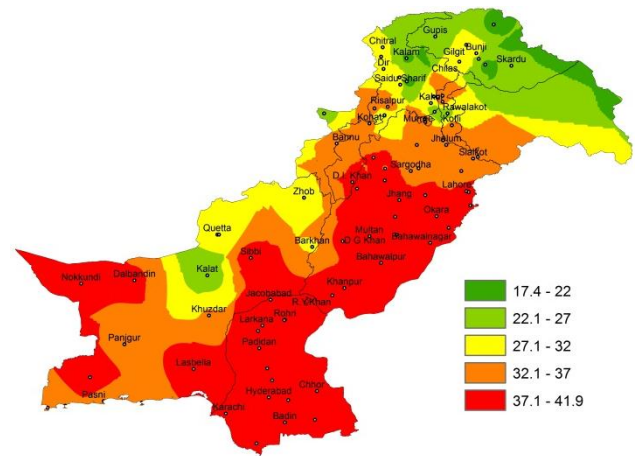 Gupis
Chitral
Kalam
Gilgit
Bunji
Dir
Chilas
Skardu
Saidu Sharif
Kakul
Risalpur
Rawalakot
Kohat
Kotli
Bannu
Jhelum
Sialkot
Sargodha
D.I. Khan
Lahore
Zhob
Jhang
Okara
Quetta
Multan
Barkhan
D G Khan
Bahawalnagar
Sibbi
Bahawalpur
Nokkundi
Dalbandin
Kalat
Khanpur
Jacobabad
R.Y.Khan
Khuzdar
Larkana
Rohri
Panjgur
Padidan
Lasbella
Pasni
Hyderabad
Chhor
Karachi
Badin
17.4 - 22
22.1 - 27
27.1 - 32
32.1 - 37
37.1 - 41.9